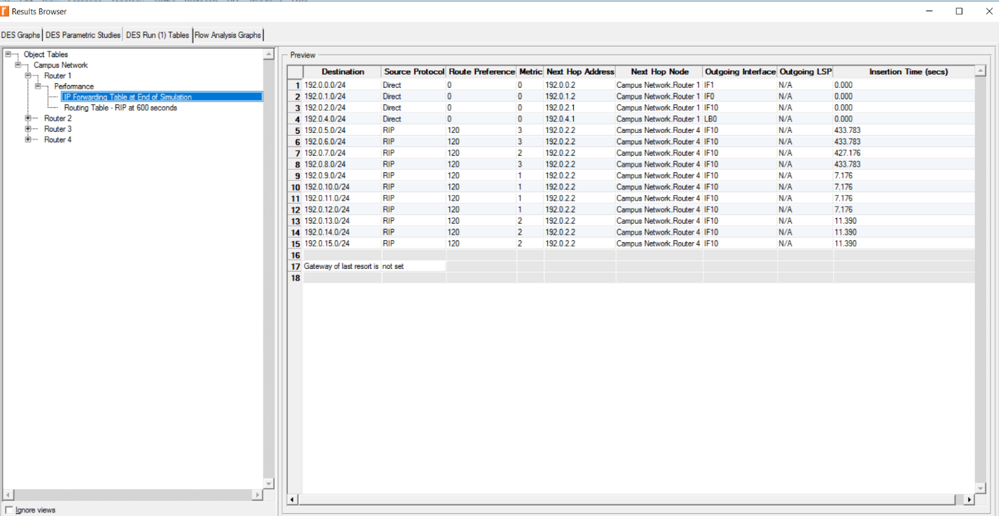 Results Browser
DES Graphs DES Parametric Studies DES Run (1) Tables Flow Analysis Graphs
Object Tables
Campus Network
Router 1
Performance
IP Forwarding Table at End of Simulation
Routing Table - RIP at 600 seconds
Router 2
Router 3
Router 4
Ignore views
Preview
Destination Source Protocol Route Preference Metric Next Hop Address Next Hop Node Outgoing Interface Outgoing LSP Insertion Time (secs)
1 192.0.0.0/24 Direct 0 0 192.0.0.2 Campus Network.Router 1 IF1 N/A 0.000
2 192.0.1.0/24 Direct 0 0 192.0.1.2 Campus Network.Router 1 IF0 N/A 0.000
3 192.0.2.0/24 Direct 0 0 192.0.2.1 Campus Network.Router 1 IF10 N/A 0.000
4 192.0.4.0/24 Direct 0 0 192.0.4.1 Campus Network.Router 1 LB0 N/A 0.000
5 192.0.5.0/24 RIP 120 3 192.0.2.2 Campus Network.Router 4 IF10 N/A 433.783
6 192.0.6.0/24 RIP 120 3 192.0.2.2 Campus Network.Router 4 IF10 N/A 433.783
7 192.0.7.0/24 RIP 120 2 192.0.2.2 Campus Network.Router 4 IF10 N/A 427.176
8 192.0.8.0/24 RIP 120 3 192.0.2.2 Campus Network.Router 4 IF10 N/A 433.783
9 192.0.9.0/24 RIP 120 1 192.0.2.2 Campus Network.Router 4 IF10 N/A 7.176
10 192.0.10.0/24 RIP 120 1 192.0.2.2 Campus Network.Router 4 IF10 N/A 7.176
11 192.0.11.0/24 RIP 120 1 192.0.2.2 Campus Network.Router 4 IF10 N/A 7.176
12 192.0.12.0/24 RIP 120 1 192.0.2.2 Campus Network.Router 4 IF10 N/A 7.176
13 192.0.13.0/24 RIP 120 2 192.0.2.2 Campus Network.Router 4 IF10 N/A 11.390
14 192.0.14.0/24 RIP 120 2 192.0.2.2 Campus Network.Router 4 IF10 N/A 11.390
15 192.0.15.0/24 RIP 120 2 192.0.2.2 Campus Network.Router 4 IF10 N/A 11.390
16
17 Gateway of last resort is not set
18